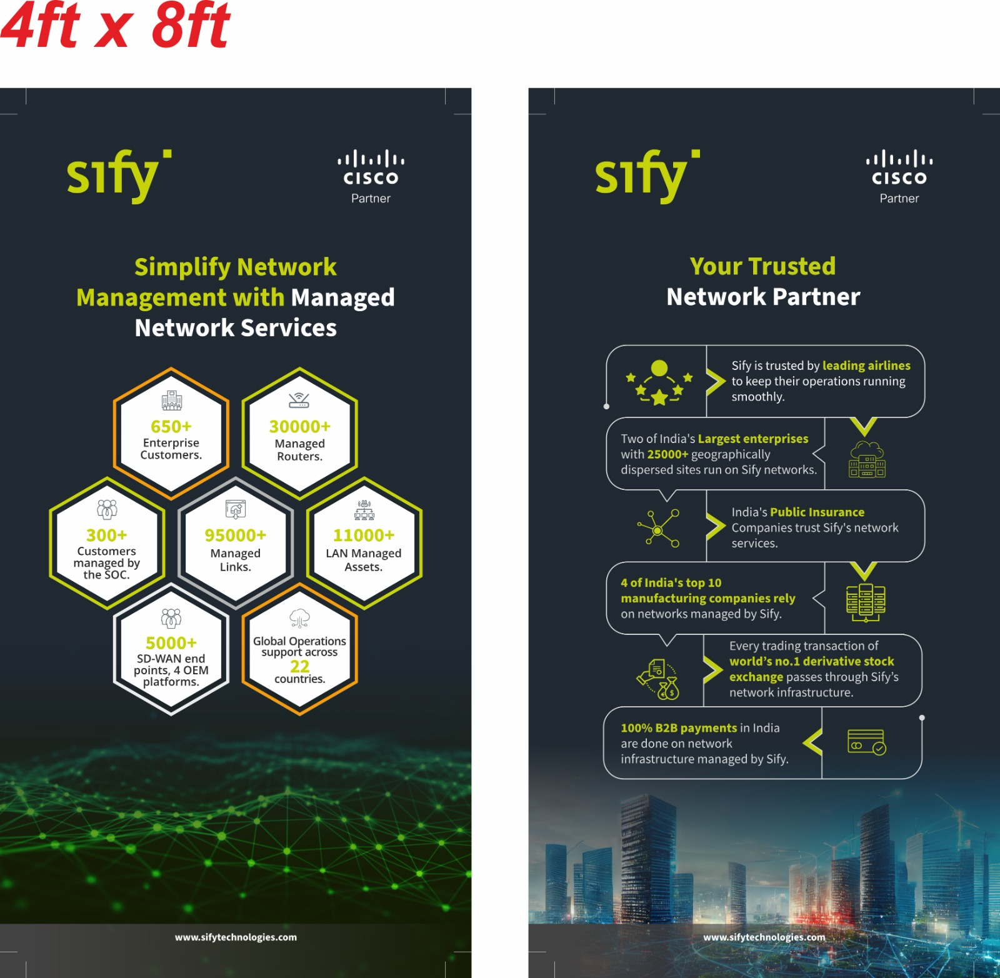 4ft x 8ft
sify
CISCO
Partner
Simplify Network
Management with Managed
Network Services
650+
Enterprise
Customers.
30000+
Managed
Routers.
300+
Customers
managed by
the SOC.
95000+
Managed
Links.
11000+
LAN Managed
Assets.
5000+
SD-WAN end
points, 4 OEM
platforms.
Global Operations
support across
22
countries.
www.sifytechnologies.com
sify
CISCO
Partner
Your Trusted
Network Partner
Sify is trusted by leading airlines
to keep their operations running
smoothly.
Two of India's Largest enterprises
with 25000+ geographically
dispersed sites run on Sify networks.
India's Public Insurance
Companies trust Sify's network
services.
4 of India's top 10
manufacturing companies rely
on networks managed by Sify.
Every trading transaction of
world’s no.1 derivative stock
exchange passes through Sify’s
network infrastructure.
100% B2B payments in India
are done on network
infrastructure managed by Sify.
www.sifytechnologies.com